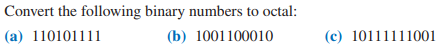 Convert the following binary numbers to octal:
(a) 110101111 (b) 1001100010 (c) 10111111001